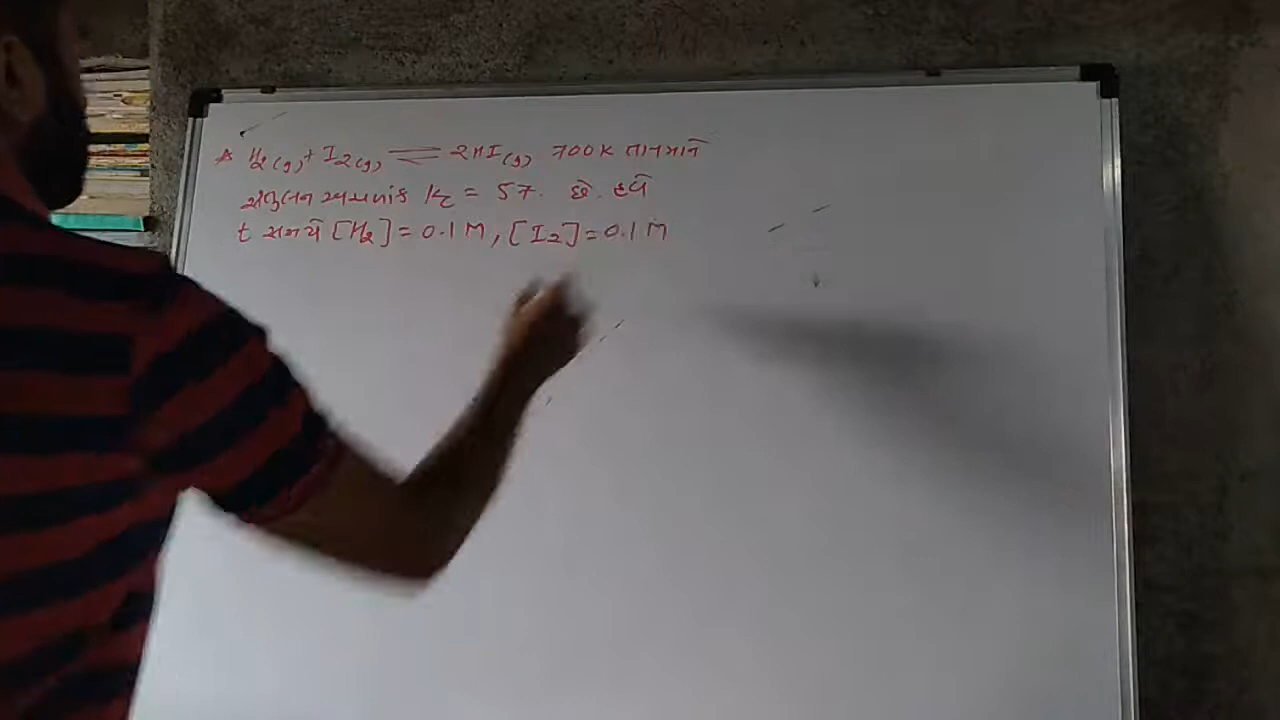 H2(g) + I2(g) ⇌ 2HI(g) 700K તાપમાને
સંતુલન અચળાંક Kc = 57. છે. હવે
t સમયે [H2] = 0.1 M, [I2] = 0.1 M